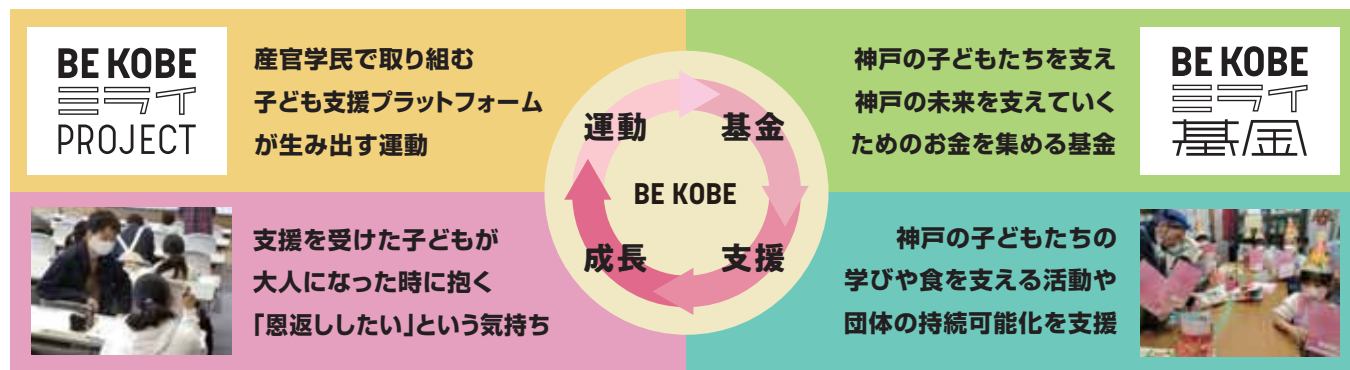 BE KOBE
ミライ
PROJECT
産官学民で取り組む
子ども支援プラットフォーム
が生み出す運動
神戸の子どもたちを支え
神戸の未来を支えていく
ためのお金を集める基金
BE KOBE
ミライ
基金
運動
基金
BE KOBE
成長
支援
支援を受けた子どもが
大人になった時に抱く
「恩返ししたい」という気持ち
神戸の子どもたちの
学びや食を支える活動や
団体の持続可能化を支援